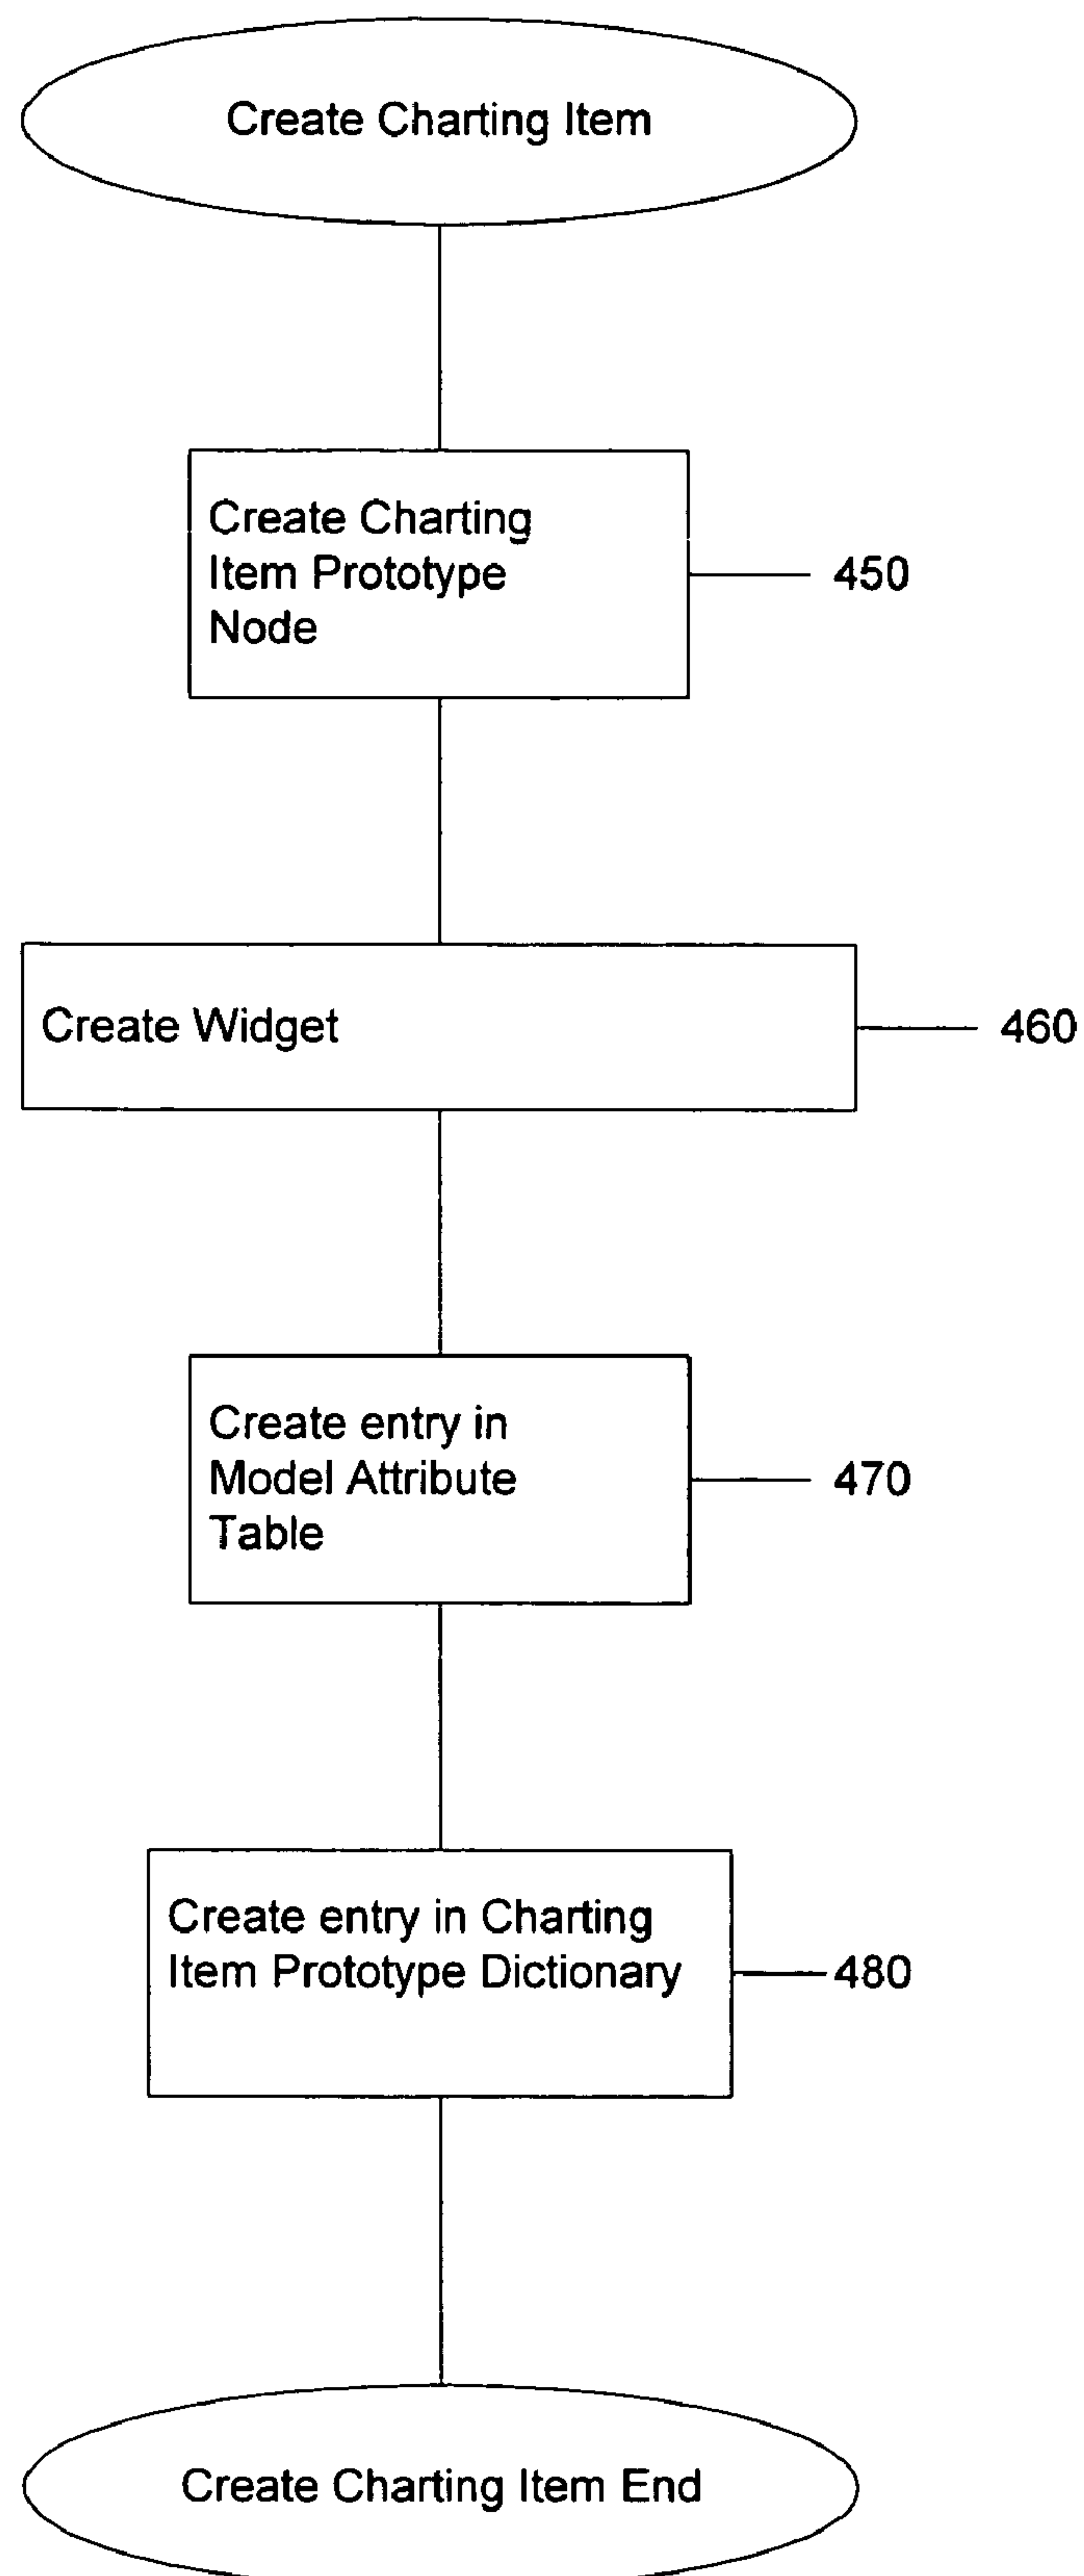 Create Charting Item
Create Charting
Item Prototype
Node
450
Create Widget
460
Create entry in
Model Attribute
Table
470
Create entry in Charting
Item Prototype Dictionary
480
Create Charting Item End